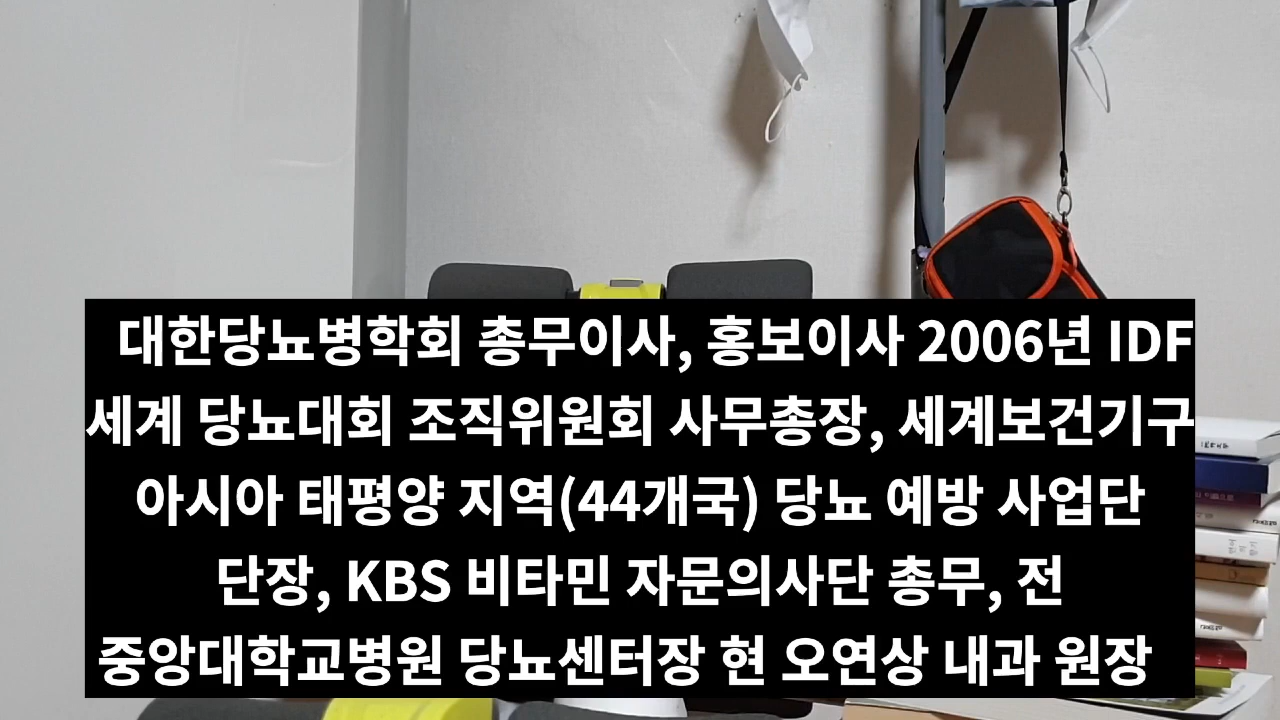 대한당뇨병학회 총무이사, 홍보이사 2006년 IDF
세계 당뇨대회 조직위원회 사무총장, 세계보건기구
아시아 태평양 지역(44개국) 당뇨 예방 사업단
단장, KBS 비타민 자문의사단 총무, 전
중앙대학교병원 당뇨센터장 현 오연상 내과 원장